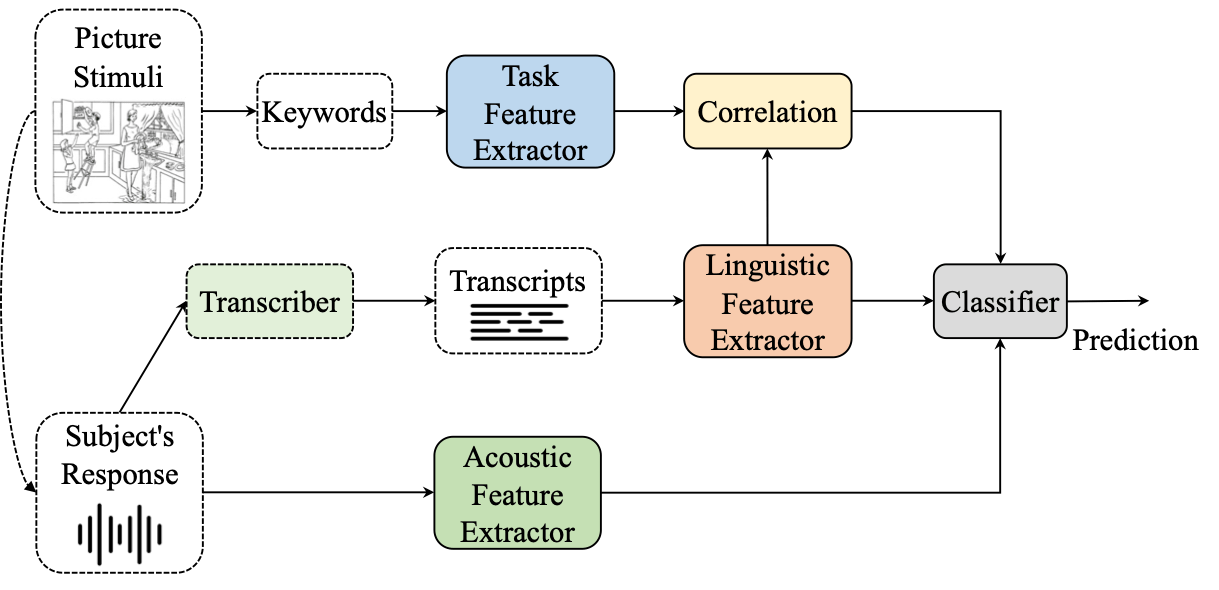 Picture
Stimuli
Keywords
Task
Feature
Extractor
Correlation
Transcriber
Transcripts
Linguistic
Feature
Extractor
Classifier
Prediction
Subject's
Response
Acoustic
Feature
Extractor